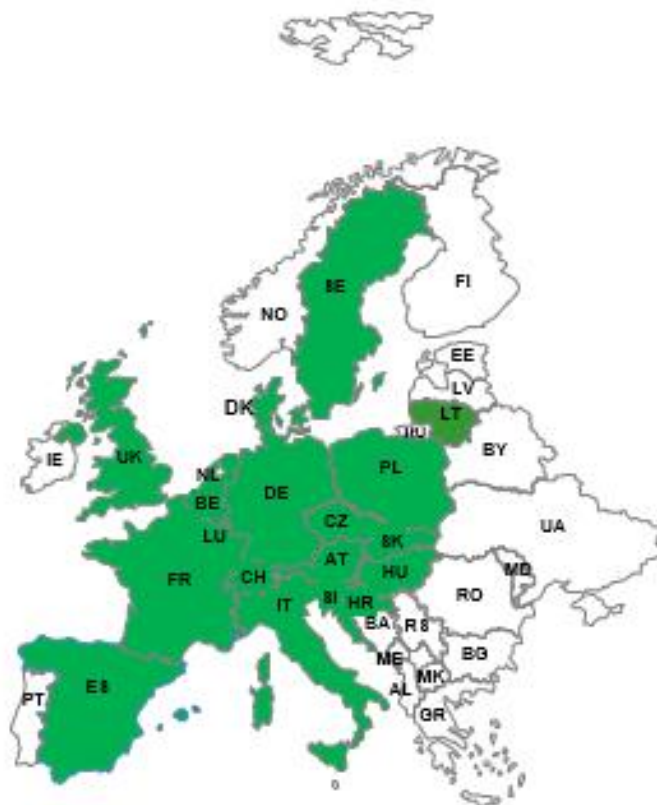 SE
FI
NO
EE
LV
DK
LT
RU
IE
UK
BY
NL
PL
BE
DE
CZ
UA
LU
SK
AT
FR
CH
HU
MD
IT
SI
HR
RO
BA
RS
ES
PT
ME
BG
MK
AL
GR